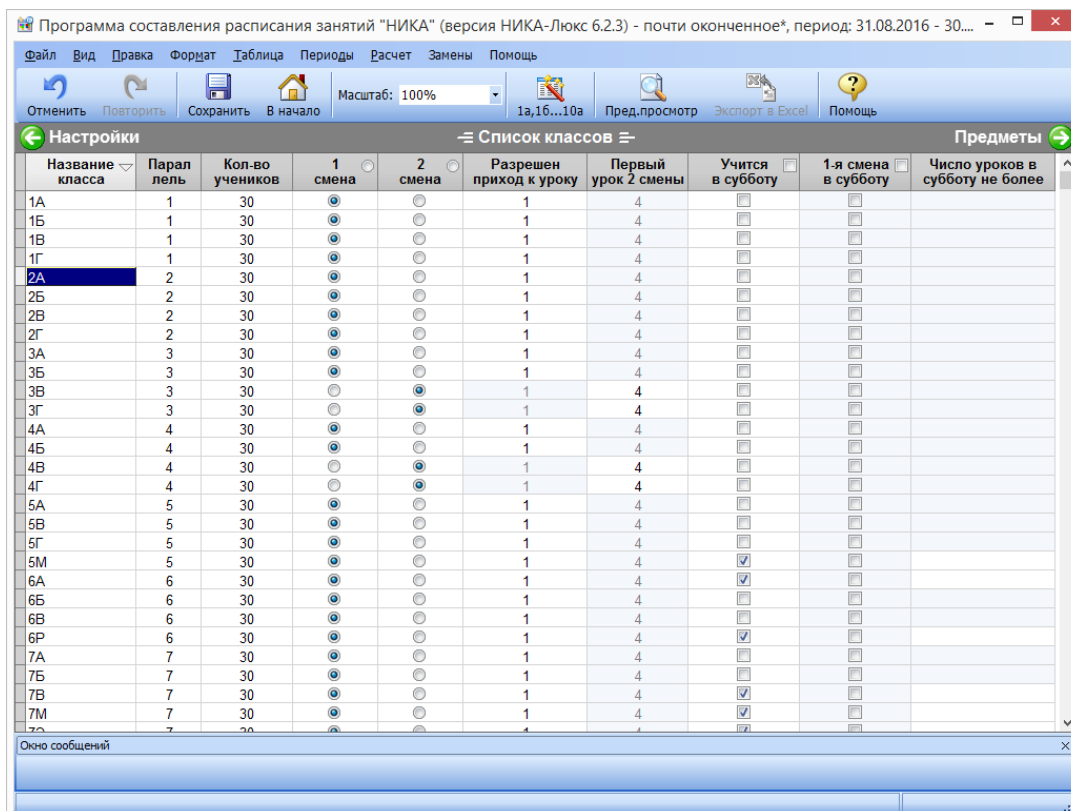 Программа составления расписания занятий "НИКА" (версия НИКА-Люкс 6.2.3) - почти оконченное*, период: 31.08.2016 - 30....
Файл Вид Правка Формат Таблица Периоды Расчет Замены Помощь
Отменить Повторить Сохранить В начало Масштаб: 100% 1а,1б...10а Пред.просмотр Экспорт в Excel Помощь
Настройки Список классов Предметы
Название класса Парал лель Кол-во учеников 1 смена 2 смена Разрешен приход к уроку Первый урок 2 смены Учится в субботу 1-я смена в субботу Число уроков в субботу не более
1А 1 30 1 4
1Б 1 30 1 4
1В 1 30 1 4
1Г 1 30 1 4
2А 2 30 1 4
2Б 2 30 1 4
2В 2 30 1 4
2Г 2 30 1 4
3А 3 30 1 4
3Б 3 30 1 4
3В 3 30 1 4
3Г 3 30 1 4
4А 4 30 1 4
4Б 4 30 1 4
4В 4 30 1 4
4Г 4 30 1 4
5А 5 30 1 4
5В 5 30 1 4
5Г 5 30 1 4
5М 5 30 1 4
6А 6 30 1 4
6Б 6 30 1 4
6В 6 30 1 4
6Р 6 30 1 4
7А 7 30 1 4
7Б 7 30 1 4
7В 7 30 1 4
7М 7 30 1 4
Окно сообщений